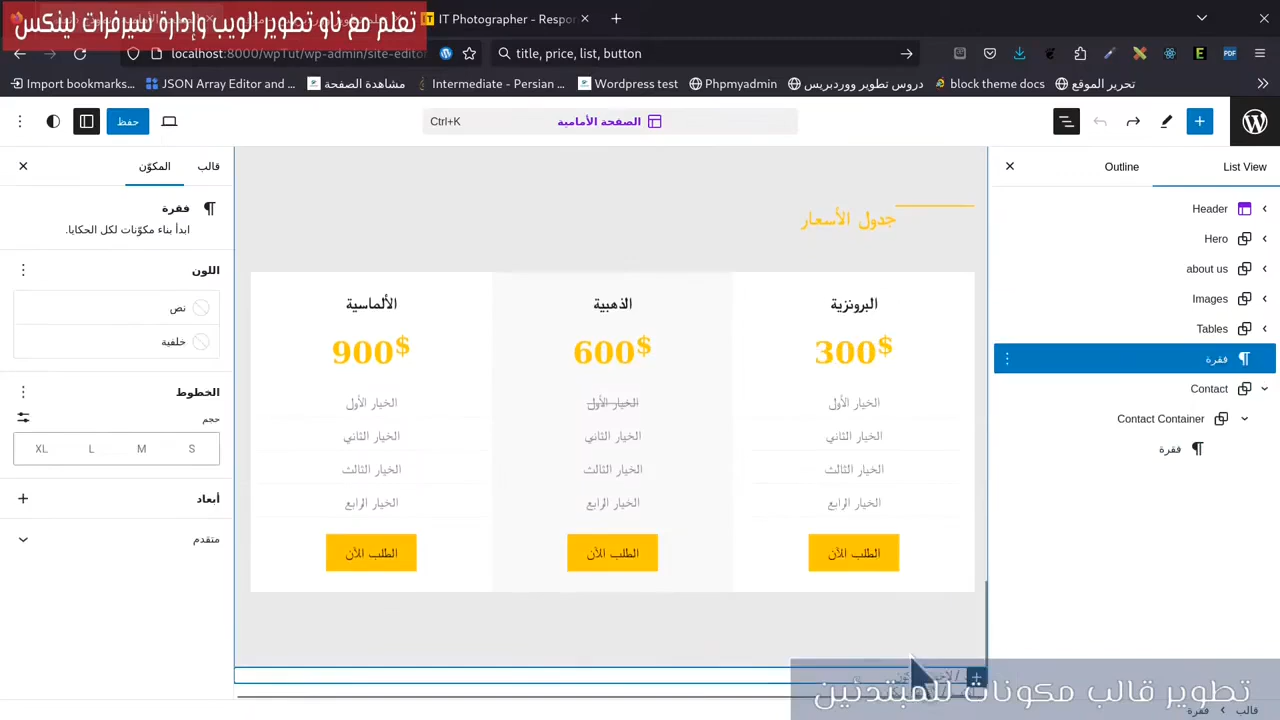 تعلم مع ناو تطوير الويب وإدارة سيرفرات لينكس
IT Photographer - Respon
localhost:8000/wpTut/wp-admin/site-editor
title, price, list, button
Import bookmarks...
JSON Array Editor and ...
مشاهدة الصفحة
Intermediate - Persian ...
Phpmyadmin
دروس تطوير ووردبريس
block theme docs
تحرير الموقع
حفظ
Ctrl+K
الصفحة الأمامية
قالب
المكوّن
فقرة
ابدأ بناء مكوّنات لكل الحكايا.
اللون
نص
خلفية
الخطوط
حجم
XL L M S
أبعاد
متقدم
جدول الأسعار
البرونزية
300$
الخيار الأول
الخيار الثاني
الخيار الثالث
الخيار الرابع
الطلب الآن
الذهبية
600$
الخيار الأول
الخيار الثاني
الخيار الثالث
الخيار الرابع
الطلب الآن
الألماسية
900$
الخيار الأول
الخيار الثاني
الخيار الثالث
الخيار الرابع
الطلب الآن
List View
Outline
Header
Hero
about us
Images
Tables
فقرة
Contact
Contact Container
فقرة
تطوير قالب مكونات للمبتدئين
قالب
فقرة